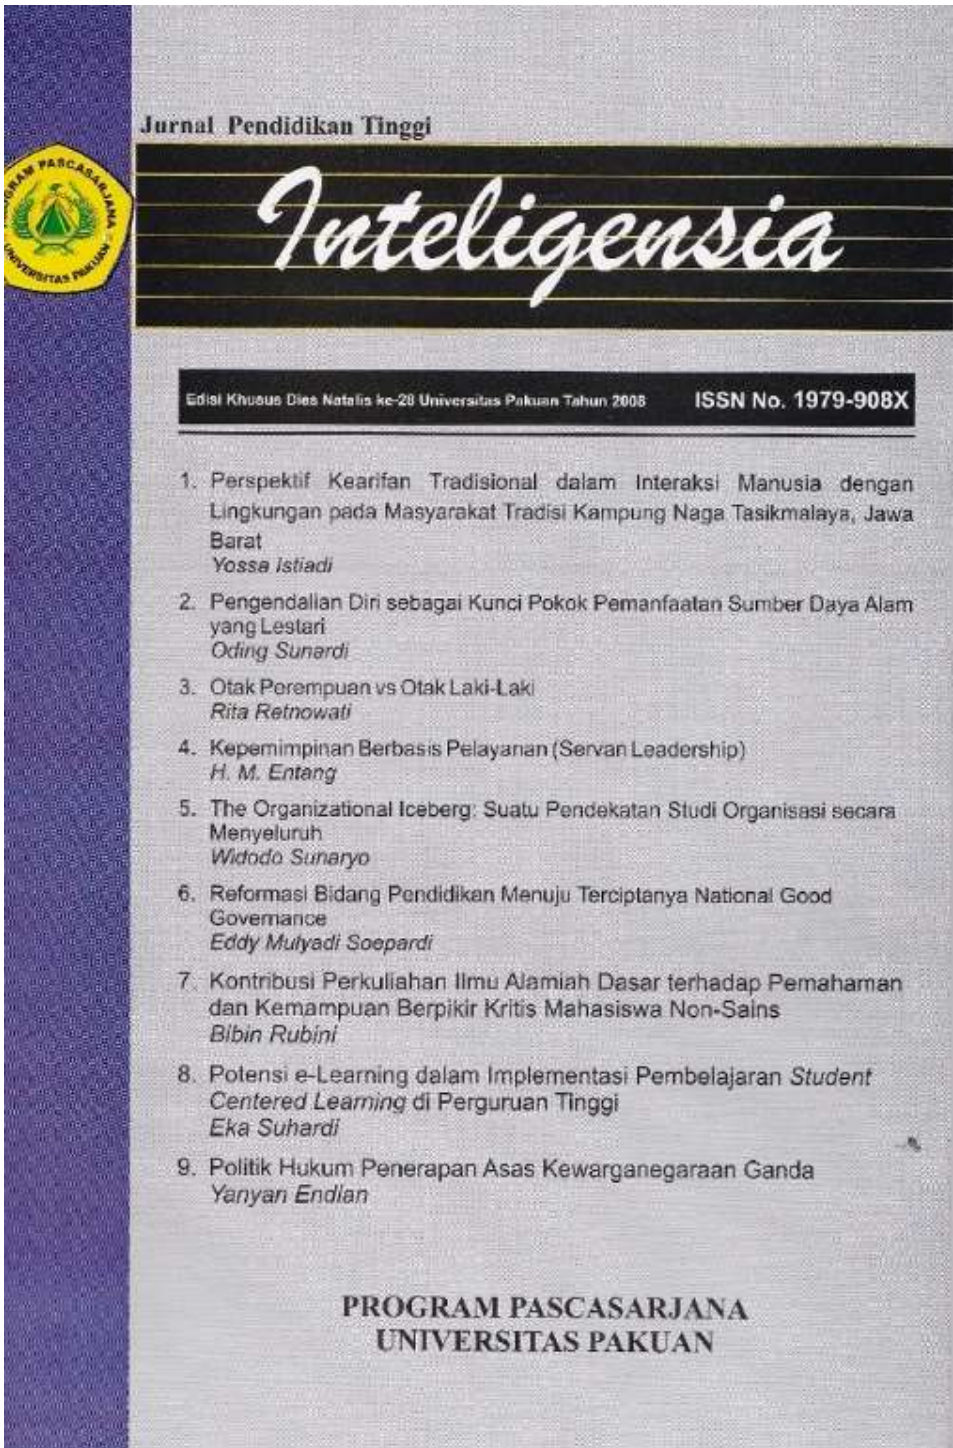 Jurnal Pendidikan Tinggi
PROGRAM PASCASARJANA
UNIVERSITAS PAKUAN
Inteligensia
Edisi Khusus Dies Natalis ke-28 Universitas Pakuan Tahun 2008 ISSN No. 1979-908X
1. Perspektif Kearifan Tradisional dalam Interaksi Manusia dengan
Lingkungan pada Masyarakat Tradisi Kampung Naga Tasikmalaya, Jawa
Barat
Yossa Istiadi
2. Pengendalian Diri sebagai Kunci Pokok Pemanfaatan Sumber Daya Alam
yang Lestari
Oding Sunardi
3. Otak Perempuan vs Otak Laki-Laki
Rita Retnowati
4. Kepemimpinan Berbasis Pelayanan (Servan Leadership)
H. M. Entang
5. The Organizational Iceberg: Suatu Pendekatan Studi Organisasi secara
Menyeluruh
Widodo Sunaryo
6. Reformasi Bidang Pendidikan Menuju Terciptanya National Good
Governance
Eddy Mulyadi Soepardi
7. Kontribusi Perkuliahan Ilmu Alamiah Dasar terhadap Pemahaman
dan Kemampuan Berpikir Kritis Mahasiswa Non-Sains
Bibin Rubini
8. Potensi e-Learning dalam Implementasi Pembelajaran Student
Centered Learning di Perguruan Tinggi
Eka Suhardi
9. Politik Hukum Penerapan Asas Kewarganegaraan Ganda
Yanyan Endian
PROGRAM PASCASARJANA
UNIVERSITAS PAKUAN